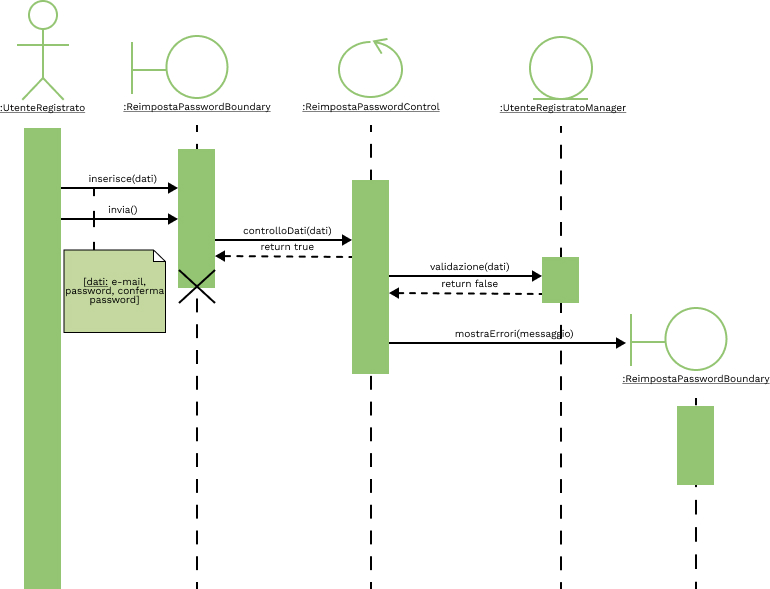 :UtenteRegistrato
:ReimpostaPasswordBoundary
:ReimpostaPasswordControl
:UtenteRegistratoManager
inserisce(dati)
invia()
controlloDati(dati)
return true
[dati: e-mail,
password, conferma
password]
validazione(dati)
return false
mostraErrori(messaggio)
:ReimpostaPasswordBoundary